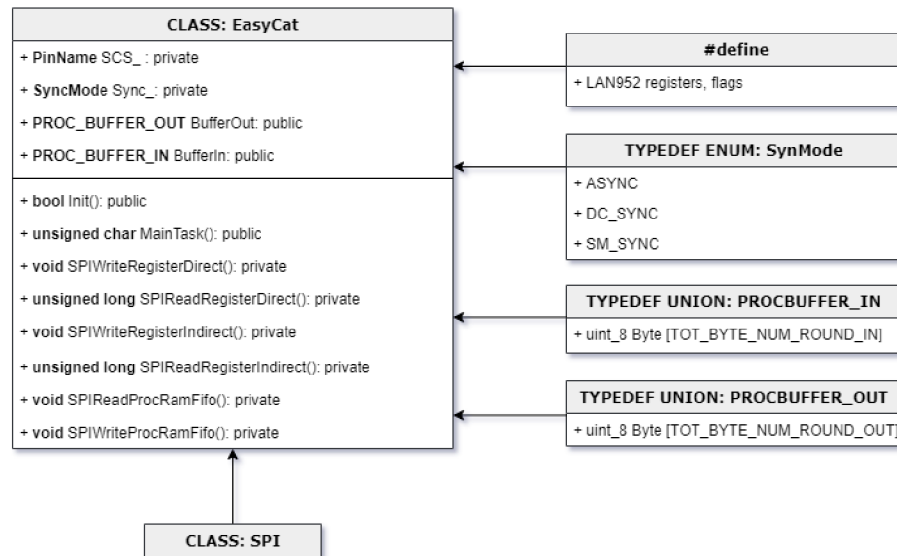 CLASS: EasyCat
+ PinName SCS_ : private
+ SyncMode Sync_: private
+ PROC_BUFFER_OUT BufferOut: public
+ PROC_BUFFER_IN BufferIn: public
+ bool Init(): public
+ unsigned char MainTask(): public
+ void SPIWriteRegisterDirect(): private
+ unsigned long SPIReadRegisterDirect(): private
+ void SPIWriteRegisterIndirect(): private
+ unsigned long SPIReadRegisterIndirect(): private
+ void SPIReadProcRamFifo(): private
+ void SPIWriteProcRamFifo(): private
#define
+ LAN952 registers, flags
TYPEDEF ENUM: SynMode
+ ASYNC
+ DC_SYNC
+ SM_SYNC
TYPEDEF UNION: PROCBUFFER_IN
+ uint_8 Byte [TOT_BYTE_NUM_ROUND_IN]
TYPEDEF UNION: PROCBUFFER_OUT
+ uint_8 Byte [TOT_BYTE_NUM_ROUND_OUT]
CLASS: SPI